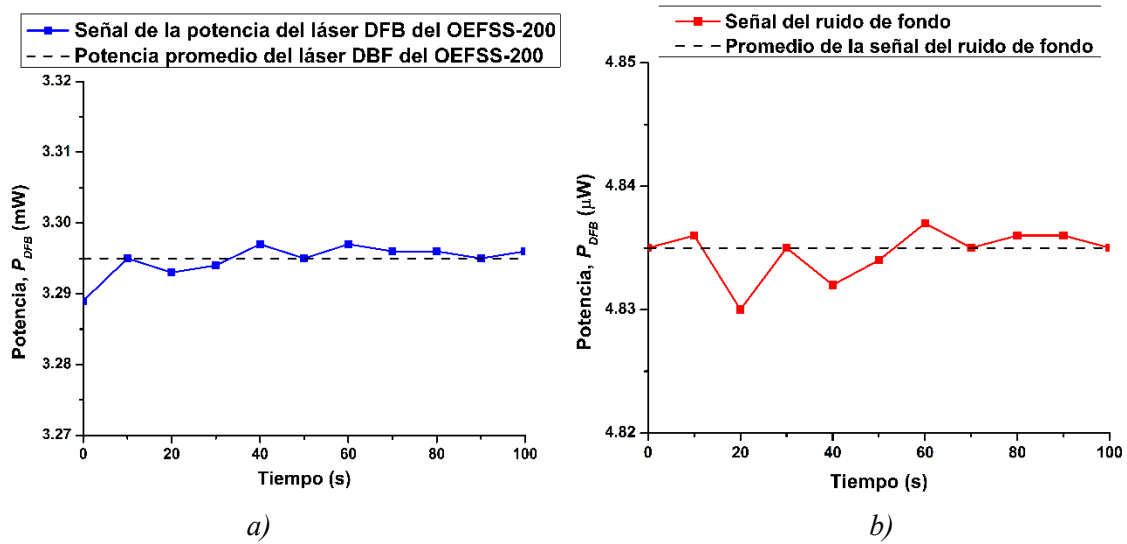 Señal de la potencia del láser DFB del OEFSS-200
Potencia promedio del láser DBF del OEFSS-200
3.32
3.31
3.30
3.29
3.28
3.27
Potencia, P_DFB (mW)
0 20 40 60 80 100
Tiempo (s)
a)
Señal del ruido de fondo
Promedio de la señal del ruido de fondo
4.85
4.84
4.83
4.82
Potencia, P_DFB (μW)
0 20 40 60 80 100
Tiempo (s)
b)